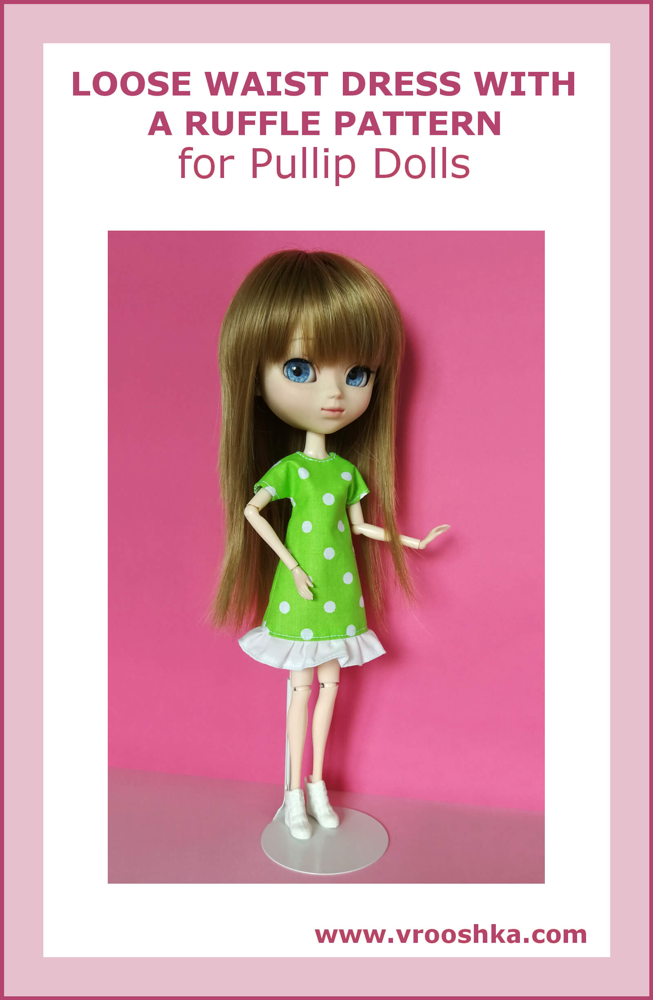 LOOSE WAIST DRESS WITH
A RUFFLE PATTERN
for Pullip Dolls
www.vrooshka.com